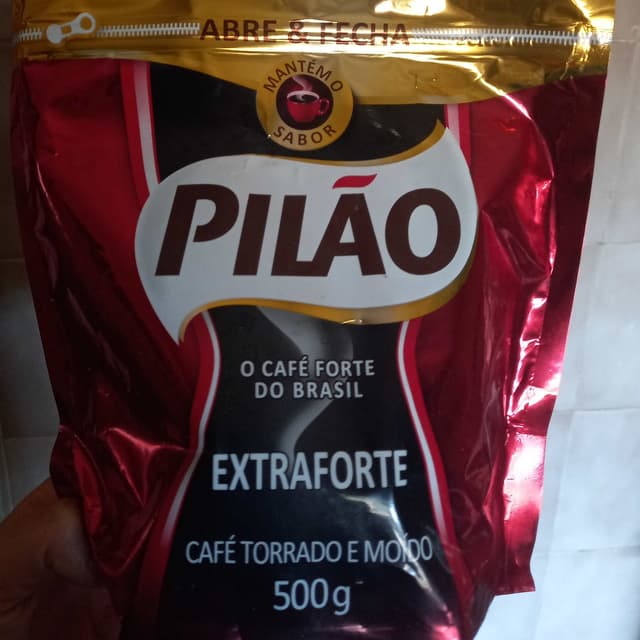 ABRE & FECHA
MANTÉM O
SABOR
PILÃO
O CAFÉ FORTE
DO BRASIL
EXTRAFORTE
CAFÉ TORRADO E MOÍDO
500g